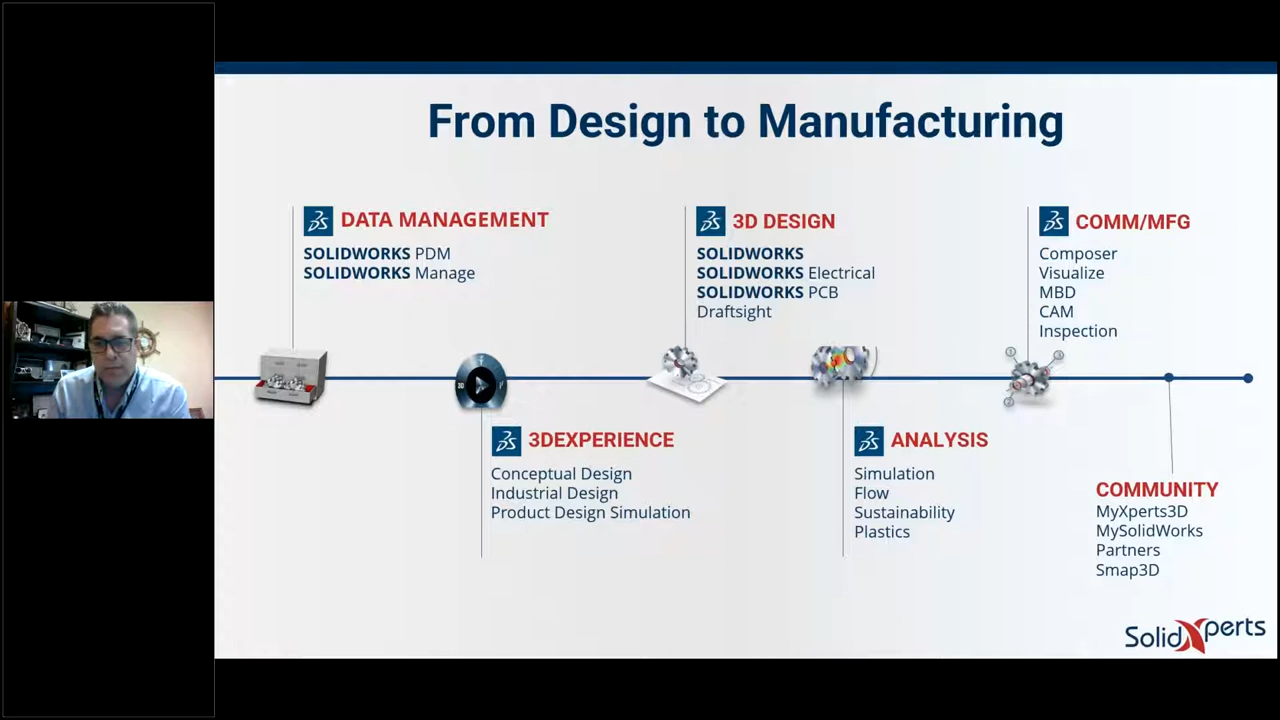 From Design to Manufacturing
DATA MANAGEMENT
SOLIDWORKS PDM
SOLIDWORKS Manage
3D DESIGN
SOLIDWORKS
SOLIDWORKS Electrical
SOLIDWORKS PCB
Draftsight
COMM/MFG
Composer
Visualize
MBD
CAM
Inspection
3DEXPERIENCE
Conceptual Design
Industrial Design
Product Design Simulation
ANALYSIS
Simulation
Flow
Sustainability
Plastics
COMMUNITY
MyXperts3D
MySolidWorks
Partners
Smap3D
SolidXperts